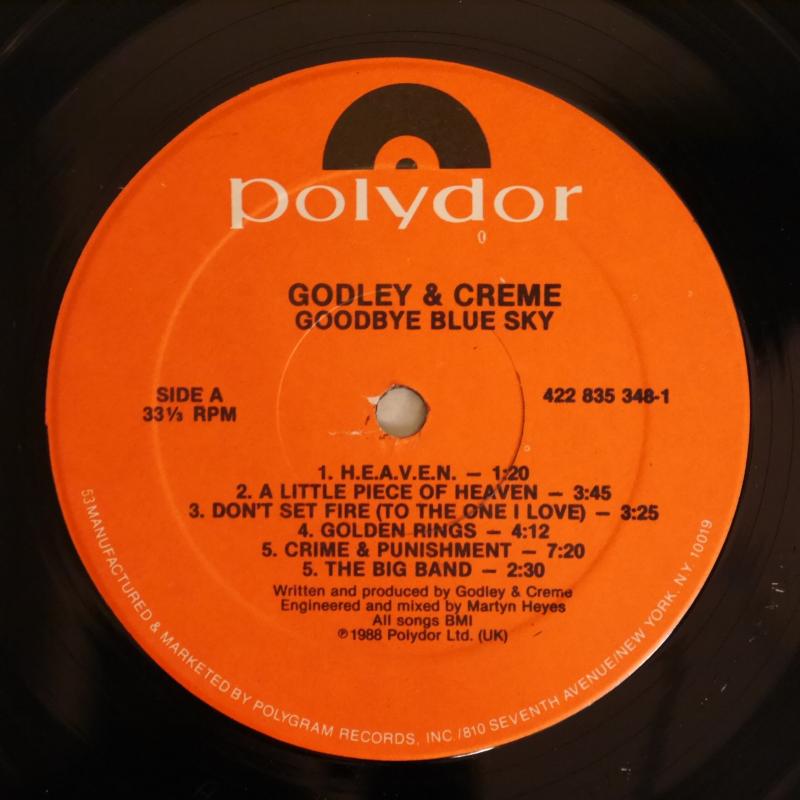 polydor
GODLEY & CREME
GOODBYE BLUE SKY
SIDE A
33⅓ RPM
422 835 348-1
1. H.E.A.V.E.N. — 1:20
2. A LITTLE PIECE OF HEAVEN — 3:45
3. DON'T SET FIRE (TO THE ONE I LOVE) — 3:25
4. GOLDEN RINGS — 4:12
5. CRIME & PUNISHMENT — 7:20
5. THE BIG BAND — 2:30
Written and produced by Godley & Creme
Engineered and mixed by Martyn Heyes
All songs BMI
℗1988 Polydor Ltd. (UK)
53MANUFACTURED & MARKETED BY POLYGRAM RECORDS, INC./810 SEVENTH AVENUE/NEW YORK. N.Y. 10019